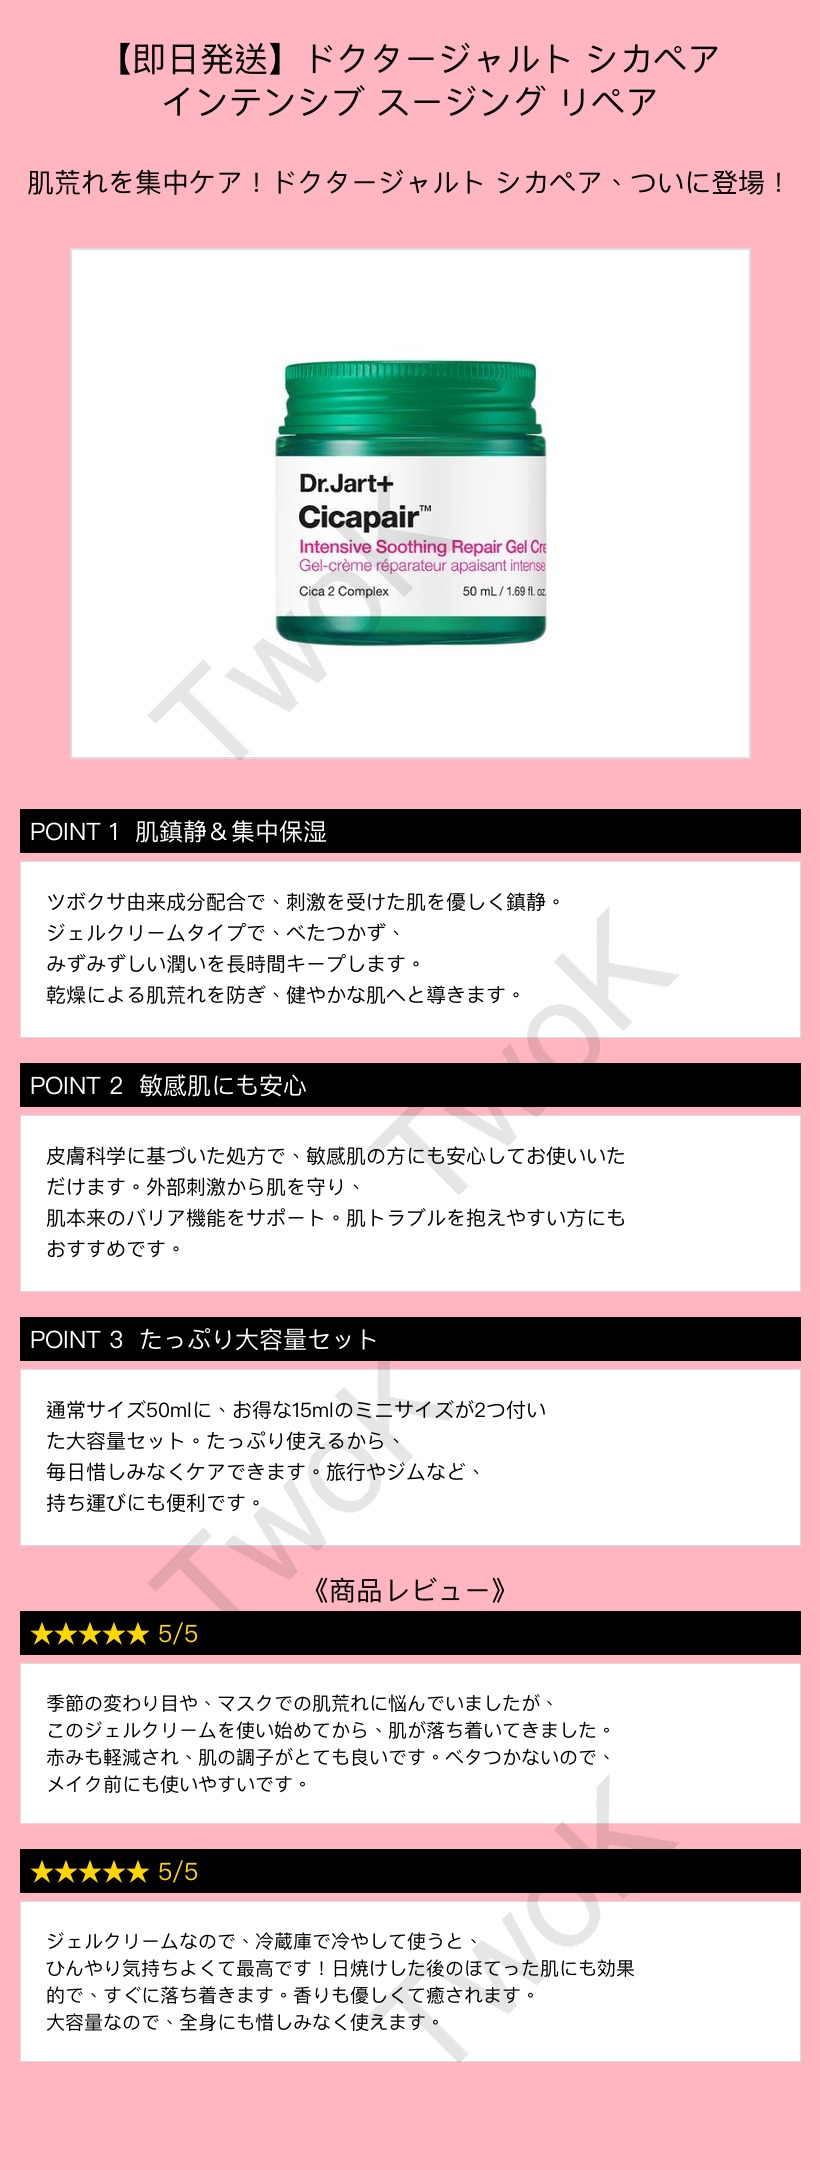 【即日発送】ドクタージャルト シカペア
インテンシブ スージング リペア
肌荒れを集中ケア！ドクタージャルト シカペア、ついに登場！
Dr.Jart+
Cicapair™
Intensive Soothing Repair Gel Cre
Gel-crème réparateur apaisant intense
Cica 2 Complex 50 mL / 1.69 fl. oz.
TwoK
POINT 1 肌鎮静＆集中保湿
ツボクサ由来成分配合で、刺激を受けた肌を優しく鎮静。
ジェルクリームタイプで、べたつかず、
みずみずしい潤いを長時間キープします。
乾燥による肌荒れを防ぎ、健やかな肌へと導きます。
TwoK
POINT 2 敏感肌にも安心
皮膚科学に基づいた処方で、敏感肌の方にも安心してお使いいた
だけます。外部刺激から肌を守り、
肌本来のバリア機能をサポート。肌トラブルを抱えやすい方にも
おすすめです。
POINT 3 たっぷり大容量セット
通常サイズ50mlに、お得な15mlのミニサイズが2つ付い
た大容量セット。たっぷり使えるから、
毎日惜しみなくケアできます。旅行やジムなど、
持ち運びにも便利です。
TwoK
《商品レビュー》
★★★★★ 5/5
季節の変わり目や、マスクでの肌荒れに悩んでいましたが、
このジェルクリームを使い始めてから、肌が落ち着いてきました。
赤みも軽減され、肌の調子がとても良いです。ベタつかないので、
メイク前にも使いやすいです。
★★★★★ 5/5
ジェルクリームなので、冷蔵庫で冷やして使うと、
ひんやり気持ちよくて最高です！日焼けした後のほてった肌にも効果
的で、すぐに落ち着きます。香りも優しくて癒されます。
大容量なので、全身にも惜しみなく使えます。
TwoK